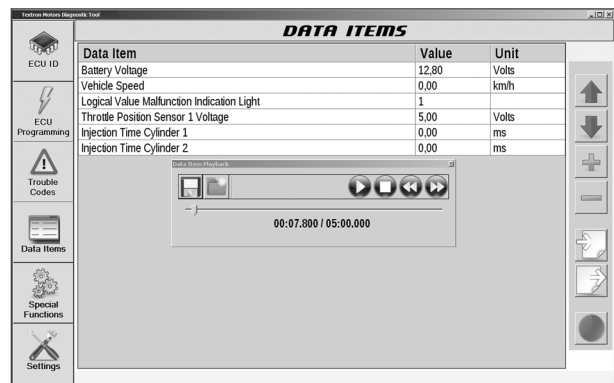 Textron Motors Diagnostic Tool
DATA ITEMS
ECU ID
ECU
Programming
Trouble
Codes
Data Items
Special
Functions
Settings
Data Item Value Unit
Battery Voltage 12,80 Volts
Vehicle Speed 0,00 km/h
Logical Value Malfunction Indication Light 1
Throttle Position Sensor 1 Voltage 5,00 Volts
Injection Time Cylinder 1 0,00 ms
Injection Time Cylinder 2 0,00 ms
Data Item Playback
00:07.800 / 05:00.000